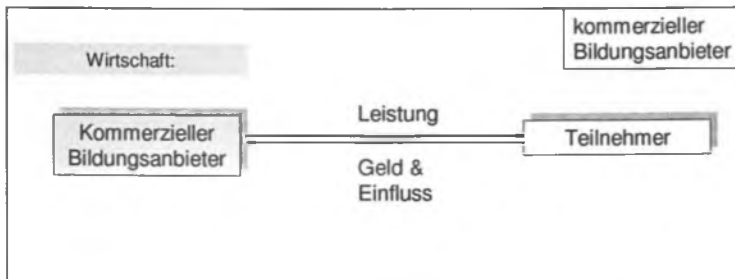 kommerzieller
Bildungsanbieter
Wirtschaft:
Kommerzieller
Bildungsanbieter
Leistung
Geld &
Einfluss
Teilnehmer